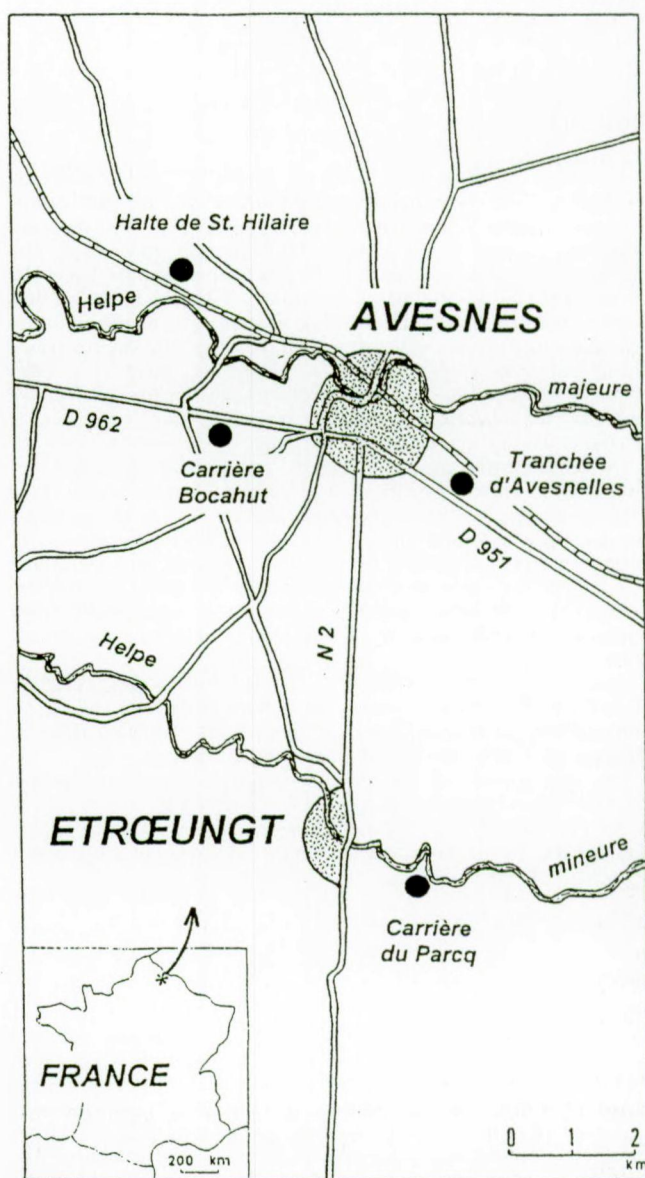 Halte de St. Hilaire
Helpe
AVESNES
majeure
D 962
Carrière
Bocahut
Tranchée
d'Avesnelles
D 951
N 2
Helpe
ETRŒUNGT
mineure
Carrière
du Parcq
FRANCE
200 km
0 1 2
km